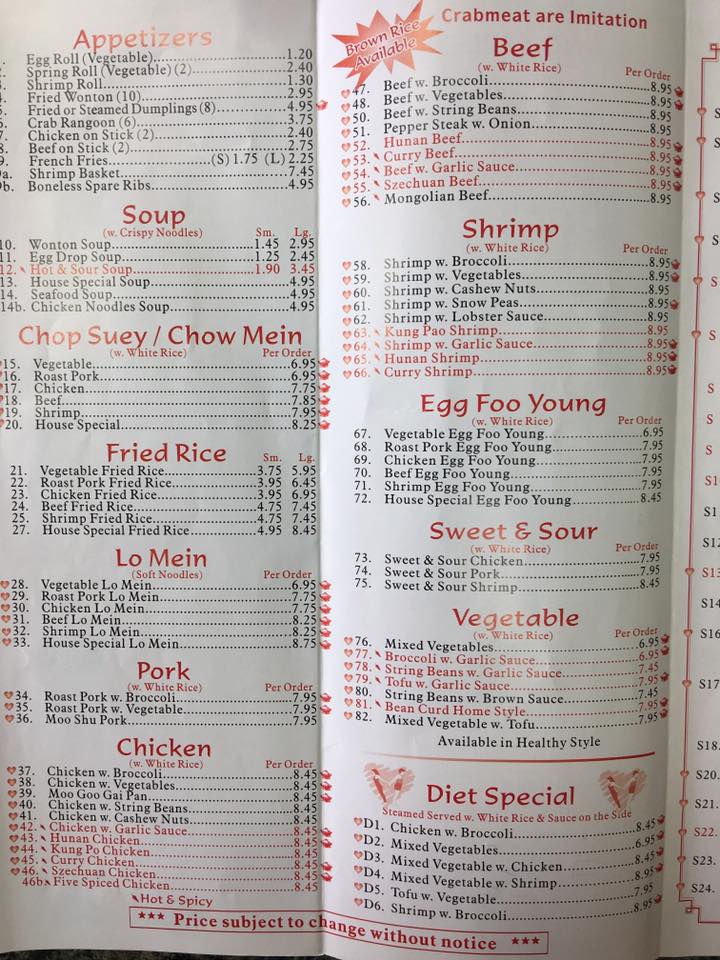 Appetizers
1. Egg Roll (Vegetable) 1.20
2. Spring Roll (Vegetable) (2) 2.40
3. Shrimp Roll 1.30
4. Fried Wonton (10) 2.95
5. Fried or Steamed Dumplings (8) 4.95
6. Crab Rangoon (6) 3.75
7. Chicken on Stick (2) 2.40
8. Beef on Stick (2) 2.75
9. French Fries (S) 1.75 (L) 2.25
9a. Shrimp Basket 7.45
9b. Boneless Spare Ribs 4.95
Soup
(w. Crispy Noodles) Sm. Lg.
10. Wonton Soup 1.45 2.95
11. Egg Drop Soup 1.25 2.45
12. Hot & Sour Soup 1.90 3.45
13. House Special Soup 4.95
14. Seafood Soup 4.95
14b. Chicken Noodles Soup 4.95
Chop Suey / Chow Mein
(w. White Rice) Per Order
15. Vegetable 6.95
16. Roast Pork 6.95
17. Chicken 7.75
18. Beef 7.85
19. Shrimp 7.95
20. House Special 8.25
Fried Rice Sm. Lg.
21. Vegetable Fried Rice 3.75 5.95
22. Roast Pork Fried Rice 3.95 6.45
23. Chicken Fried Rice 3.95 6.95
24. Beef Fried Rice 4.75 7.45
25. Shrimp Fried Rice 4.75 7.45
27. House Special Fried Rice 4.95 8.45
Lo Mein
(Soft Noodles) Per Order
28. Vegetable Lo Mein 6.95
29. Roast Pork Lo Mein 7.75
30. Chicken Lo Mein 7.75
31. Beef Lo Mein 8.25
32. Shrimp Lo Mein 8.25
33. House Special Lo Mein 8.75
Pork
(w. White Rice) Per Order
34. Roast Pork w. Broccoli 7.95
35. Roast Pork w. Vegetable 7.95
36. Moo Shu Pork 7.95
Chicken
(w. White Rice) Per Order
37. Chicken w. Broccoli 8.45
38. Chicken w. Vegetables 8.45
39. Moo Goo Gai Pan 8.45
40. Chicken w. String Beans 8.45
41. Chicken w. Cashew Nuts 8.45
42. Chicken w. Garlic Sauce 8.45
43. Hunan Chicken 8.45
44. Kung Po Chicken 8.45
45. Curry Chicken 8.45
46. Szechuan Chicken 8.45
46b. Five Spiced Chicken 8.45
Hot & Spicy
*** Price subject to change without notice ***
Brown Rice
Available
Crabmeat are Imitation
Beef
(w. White Rice) Per Order
47. Beef w. Broccoli 8.95
48. Beef w. Vegetables 8.95
50. Beef w. String Beans 8.95
51. Pepper Steak w. Onion 8.95
52. Hunan Beef 8.95
53. Curry Beef 8.95
54. Beef w. Garlic Sauce 8.95
55. Szechuan Beef 8.95
56. Mongolian Beef 8.95
Shrimp
(w. White Rice) Per Order
58. Shrimp w. Broccoli 8.95
59. Shrimp w. Vegetables 8.95
60. Shrimp w. Cashew Nuts 8.95
61. Shrimp w. Snow Peas 8.95
62. Shrimp w. Lobster Sauce 8.95
63. Kung Pao Shrimp 8.95
64. Shrimp w. Garlic Sauce 8.95
65. Hunan Shrimp 8.95
66. Curry Shrimp 8.95
Egg Foo Young
(w. White Rice) Per Order
67. Vegetable Egg Foo Young 6.95
68. Roast Pork Egg Foo Young 7.95
69. Chicken Egg Foo Young 7.95
70. Beef Egg Foo Young 7.95
71. Shrimp Egg Foo Young 7.95
72. House Special Egg Foo Young 8.45
Sweet & Sour
(w. White Rice) Per Order
73. Sweet & Sour Chicken 7.95
74. Sweet & Sour Pork 7.95
75. Sweet & Sour Shrimp 8.45
Vegetable
(w. White Rice) Per Order
76. Mixed Vegetables 6.95
77. Broccoli w. Garlic Sauce 6.95
78. String Beans w. Garlic Sauce 7.45
79. Tofu w. Garlic Sauce 7.95
80. String Beans w. Brown Sauce 7.45
81. Bean Curd Home Style 7.95
82. Mixed Vegetable w. Tofu 7.95
Available in Healthy Style
Diet Special
Steamed Served w. White Rice & Sauce on the Side
D1. Chicken w. Broccoli 8.45
D2. Mixed Vegetables 6.95
D3. Mixed Vegetable w. Chicken 8.45
D4. Mixed Vegetable w. Shrimp 8.95
D5. Tofu w. Vegetable 7.95
D6. Shrimp w. Broccoli 8.95
S
S
S
S
S
S
S
S
S
S1
S11
S12
S13
S14
S16
S17
S18.
S20.
S21.
S22.
S23.
S24.